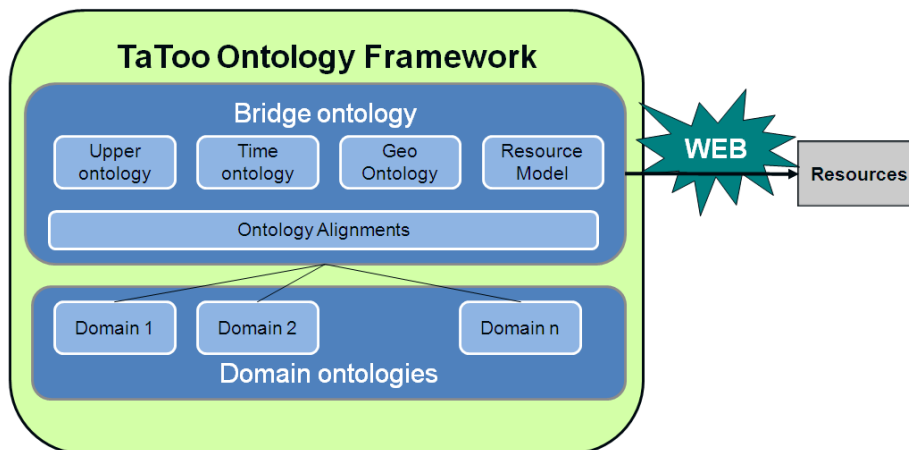 TaToo Ontology Framework
Bridge ontology
Upper
ontology
Time
ontology
Geo
Ontology
Resource
Model
Ontology Alignments
WEB
Resources
Domain 1
Domain 2
Domain n
Domain ontologies